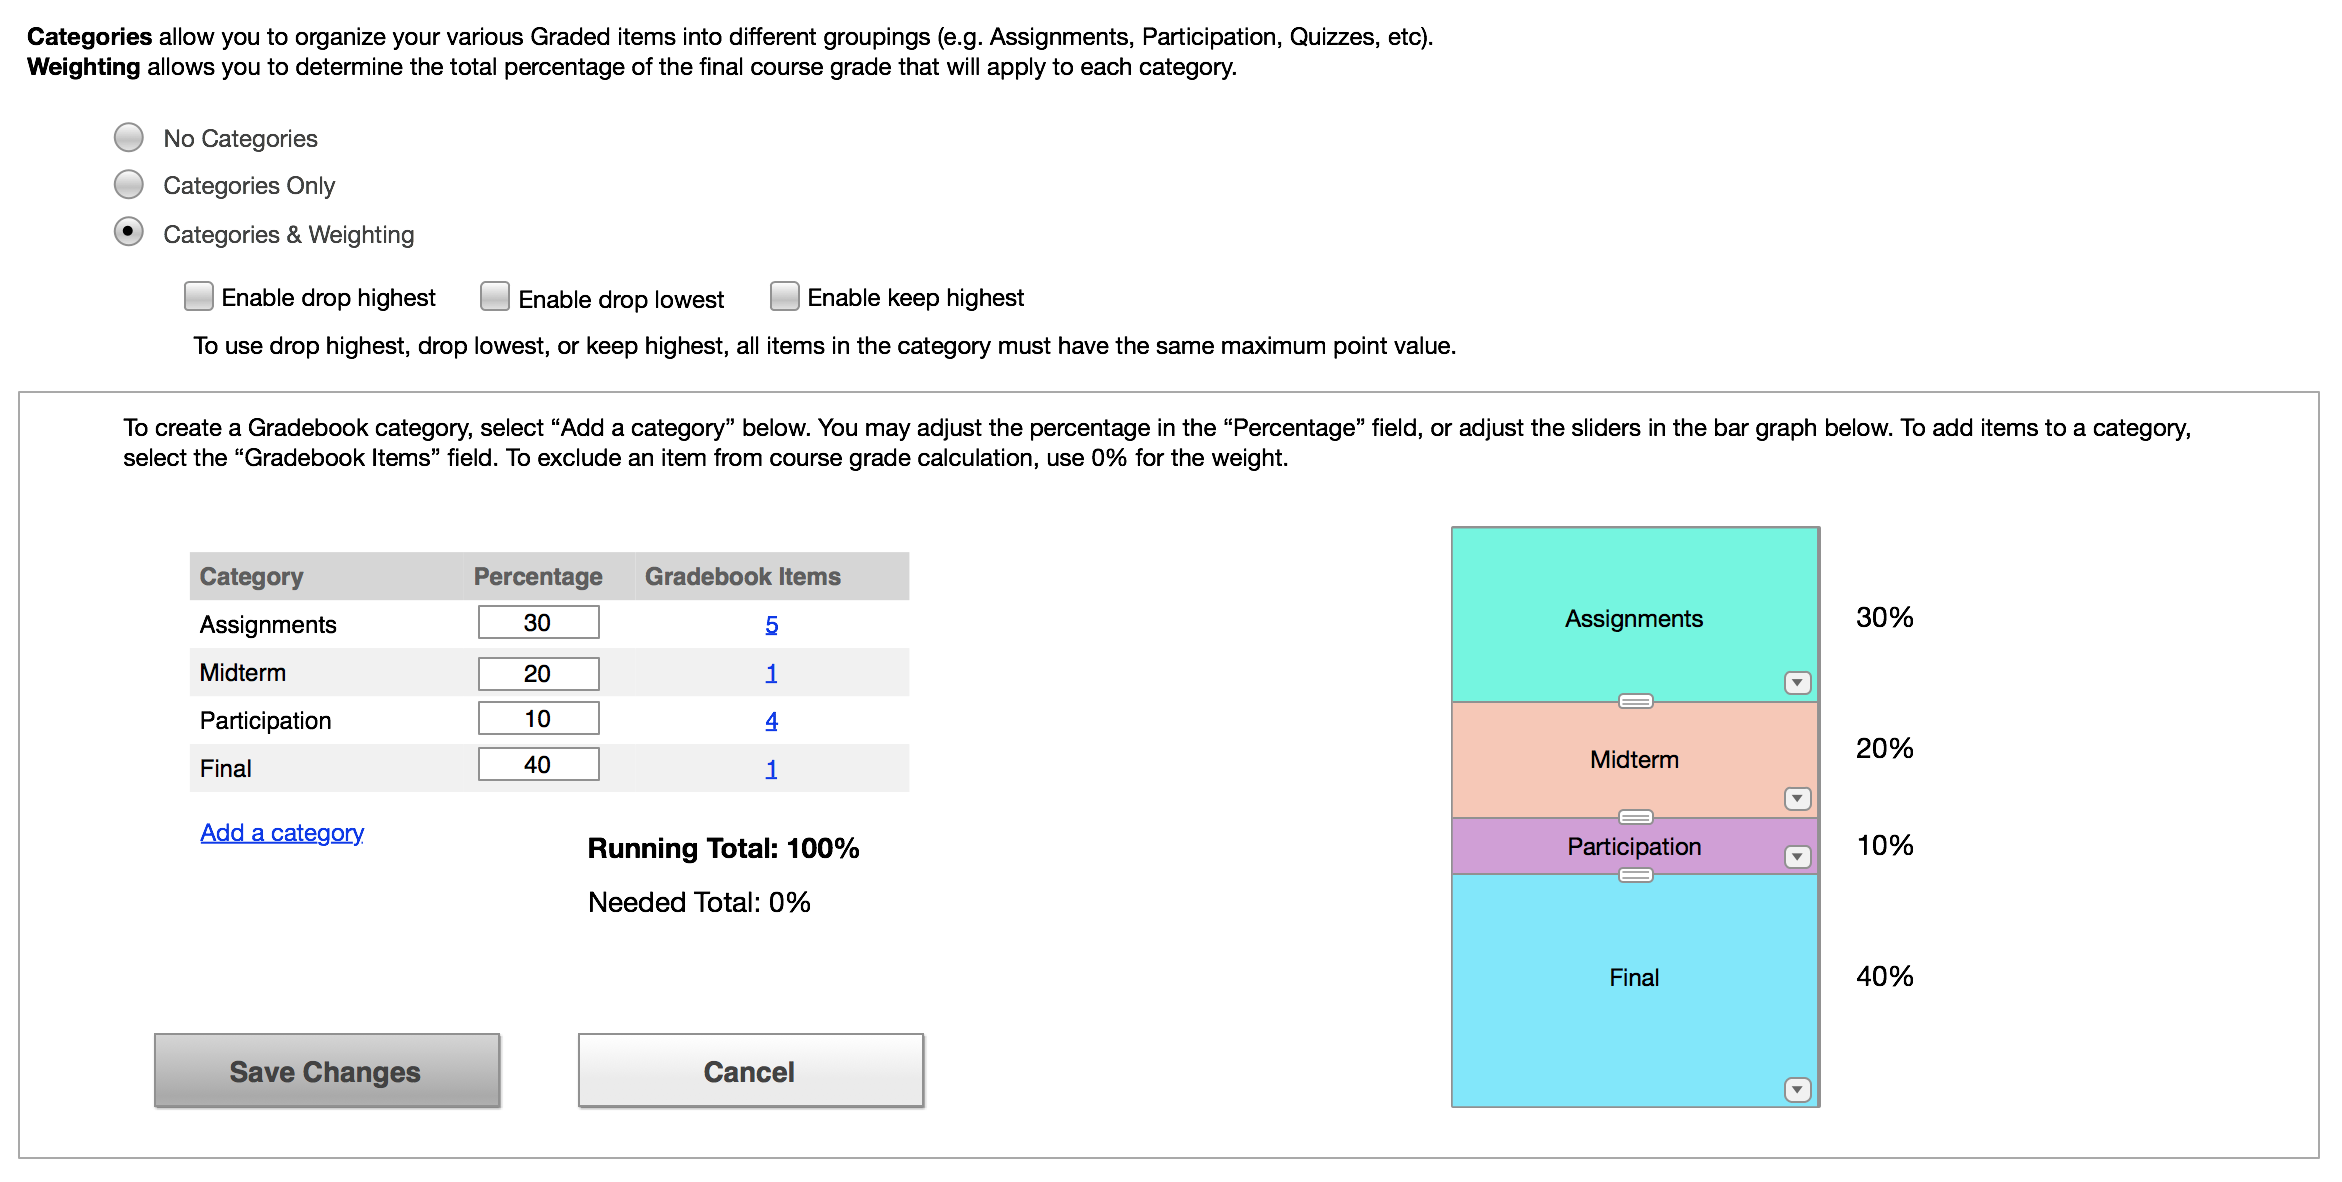 Categories allow you to organize your various Graded items into different groupings (e.g. Assignments, Participation, Quizzes, etc).
Weighting allows you to determine the total percentage of the final course grade that will apply to each category.
No Categories
Categories Only
Categories & Weighting
Enable drop highest
Enable drop lowest
Enable keep highest
To use drop highest, drop lowest, or keep highest, all items in the category must have the same maximum point value.
To create a Gradebook category, select “Add a category” below. You may adjust the percentage in the “Percentage” field, or adjust the sliders in the bar graph below. To add items to a category,
select the “Gradebook Items” field. To exclude an item from course grade calculation, use 0% for the weight.
Category Percentage Gradebook Items
Assignments 30 5
Midterm 20 1
Participation 10 4
Final 40 1
Add a category
Running Total: 100%
Needed Total: 0%
Save Changes
Cancel
Assignments 30%
Midterm 20%
Participation 10%
Final 40%